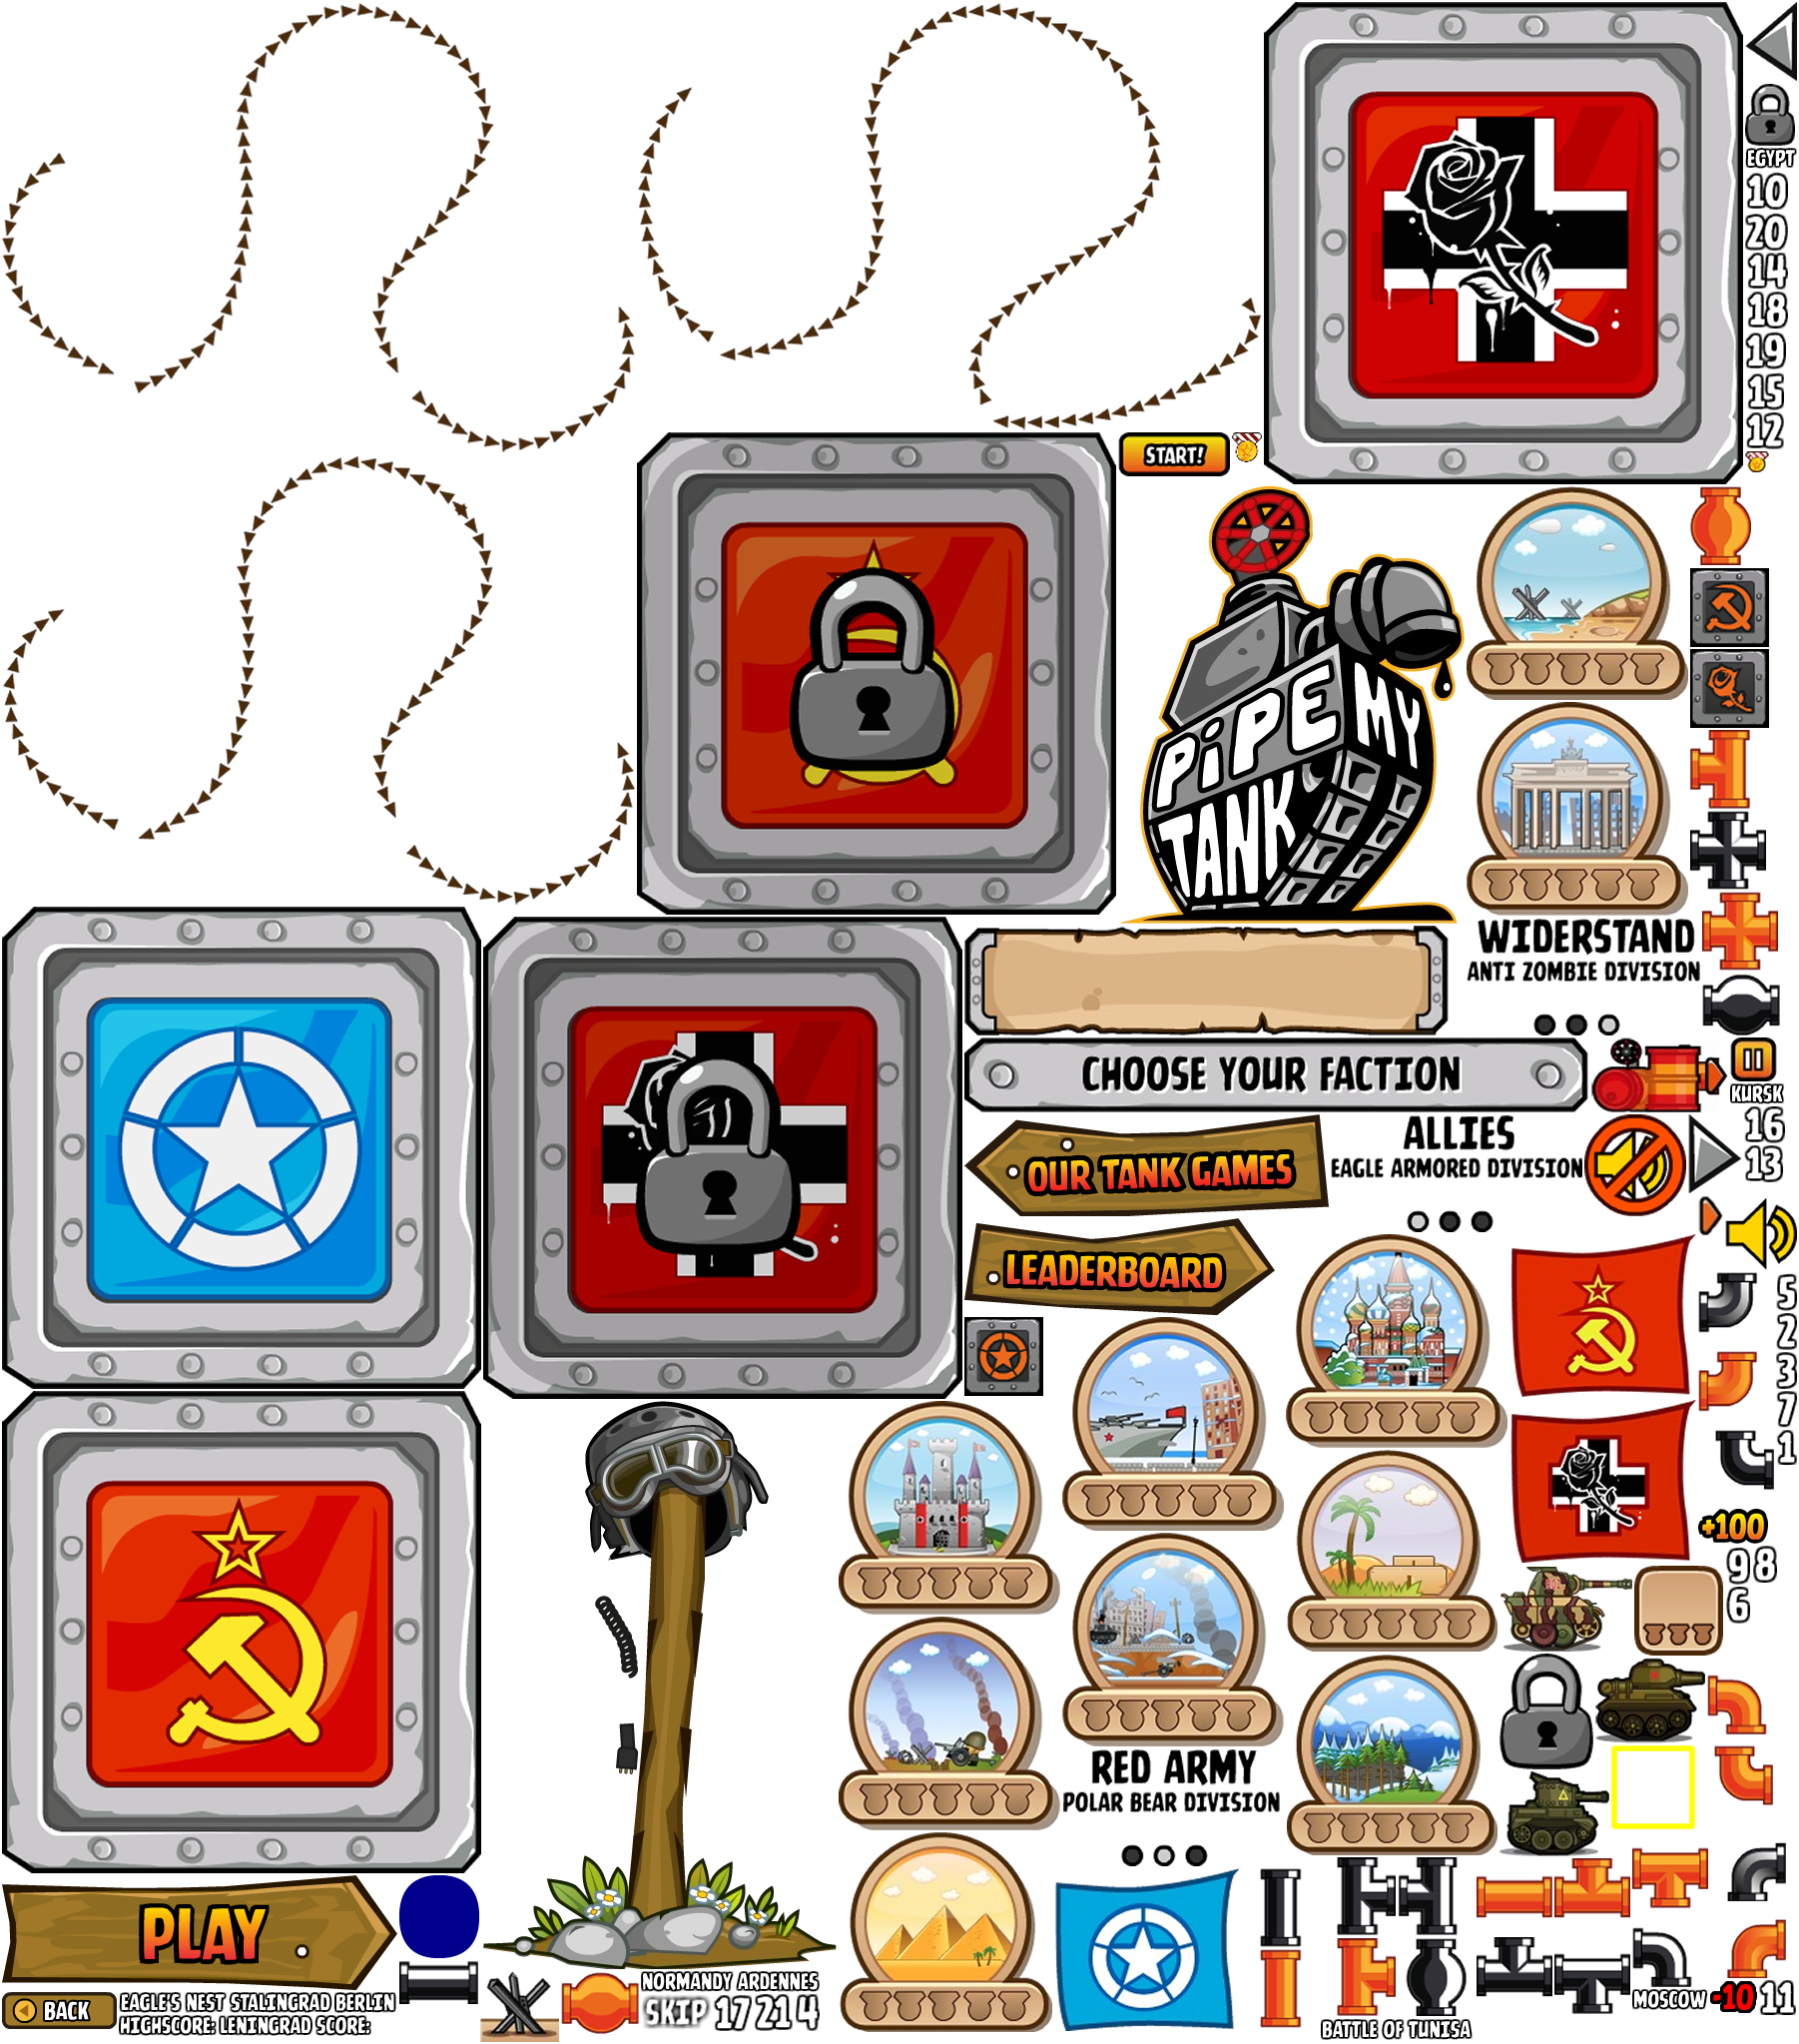 EGYPT
10
20
14
18
19
15
12
START!
PIPE MY
TANK
WIDERSTAND
ANTI ZOMBIE DIVISION
CHOOSE YOUR FACTION
KURSK
16
13
ALLIES
EAGLE ARMORED DIVISION
OUR TANK GAMES
LEADERBOARD
5
2
3
7
1
+100
98
6
RED ARMY
POLAR BEAR DIVISION
PLAY
BACK
EAGLE'S NEST STALINGRAD BERLIN
HIGHSCORE: LENINGRAD SCORE:
NORMANDY ARDENNES
SKIP 17 21 4
MOSCOW -10 11
BATTLE OF TUNISA